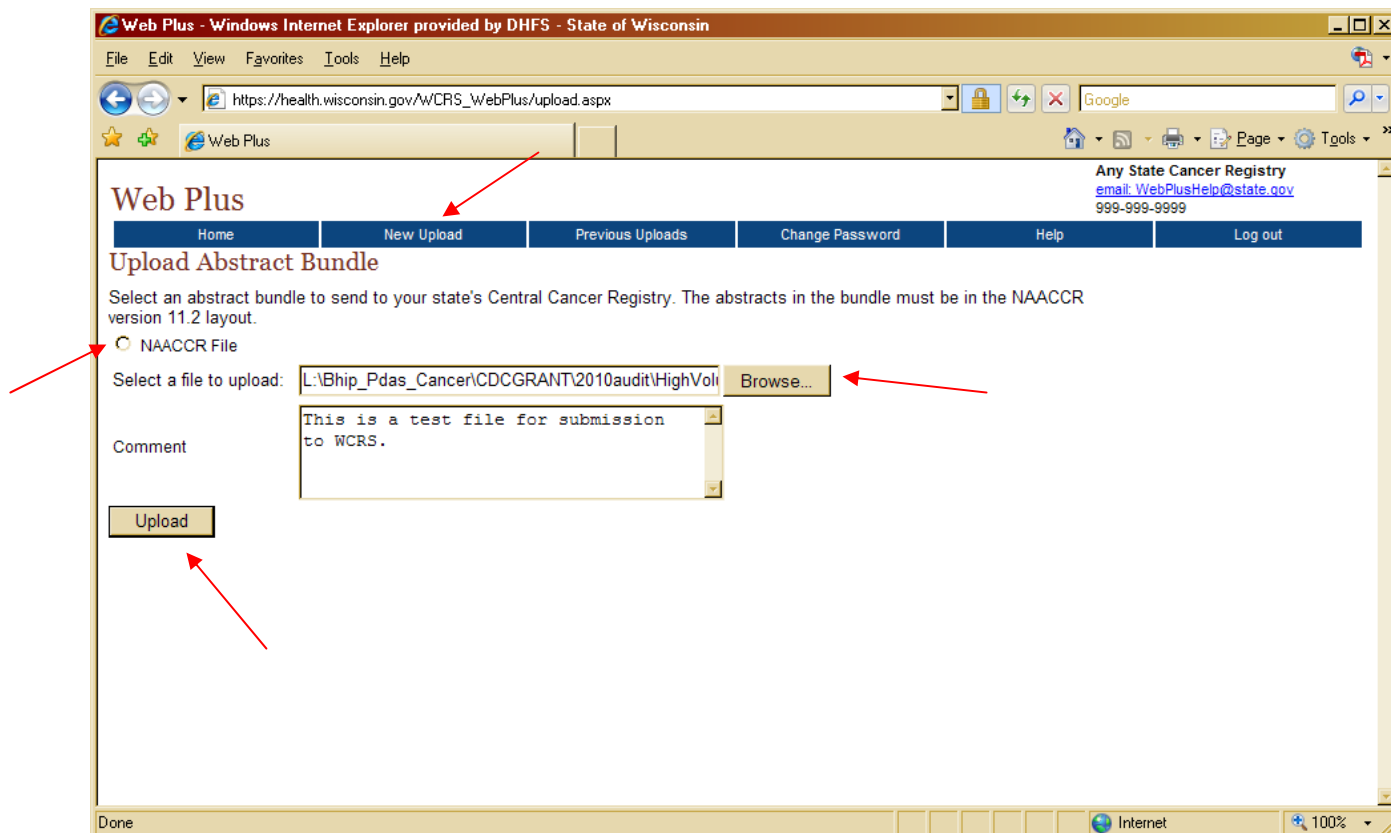 Web Plus - Windows Internet Explorer provided by DHFS - State of Wisconsin
File Edit View Favorites Tools Help
https://health.wisconsin.gov/WCRS_WebPlus/upload.aspx
Google
Web Plus
Page Tools »
Any State Cancer Registry
email: WebPlusHelp@state.gov
999-999-9999
Web Plus
Home New Upload Previous Uploads Change Password Help Log out
Upload Abstract Bundle
Select an abstract bundle to send to your state's Central Cancer Registry. The abstracts in the bundle must be in the NAACCR
version 11.2 layout.
NAACCR File
Select a file to upload: L:\Bhip_Pdas_Cancer\CDCGRANT\2010audit\HighVolu Browse...
This is a test file for submission
to WCRS.
Comment
Upload
Done Internet 100%